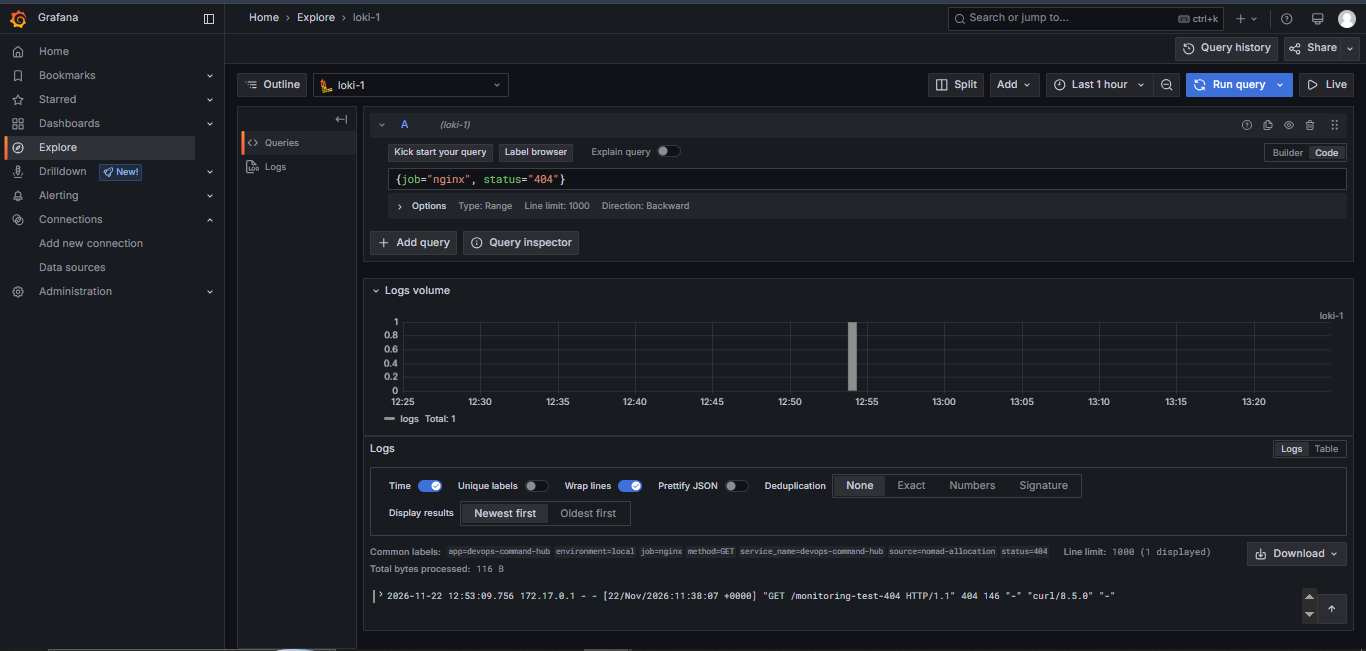 Grafana
Home › Explore › loki-1
Search or jump to... ctrl+k
Query history Share
Home
Bookmarks
Starred
Dashboards
Explore
Drilldown New!
Alerting
Connections
Add new connection
Data sources
Administration
Outline loki-1 Split Add Last 1 hour Run query Live
Queries
Logs
A (loki-1)
Kick start your query Label browser Explain query Builder Code
{job="nginx", status="404"}
Options Type: Range Line limit: 1000 Direction: Backward
+ Add query Query inspector
Logs volume
loki-1
1
0.8
0.6
0.4
0.2
0
12:25 12:30 12:35 12:40 12:45 12:50 12:55 13:00 13:05 13:10 13:15 13:20
logs Total: 1
Logs Logs Table
Time Unique labels Wrap lines Prettify JSON Deduplication None Exact Numbers Signature
Display results Newest first Oldest first
Common labels: app=devops-command-hub environment=local job=nginx method=GET service_name=devops-command-hub source=nomad-allocation status=404 Line limit: 1000 (1 displayed)
Download
Total bytes processed: 116 B
2026-11-22 12:53:09.756 172.17.0.1 - - [22/Nov/2026:11:38:07 +0000] "GET /monitoring-test-404 HTTP/1.1" 404 146 "-" "curl/8.5.0" "-"